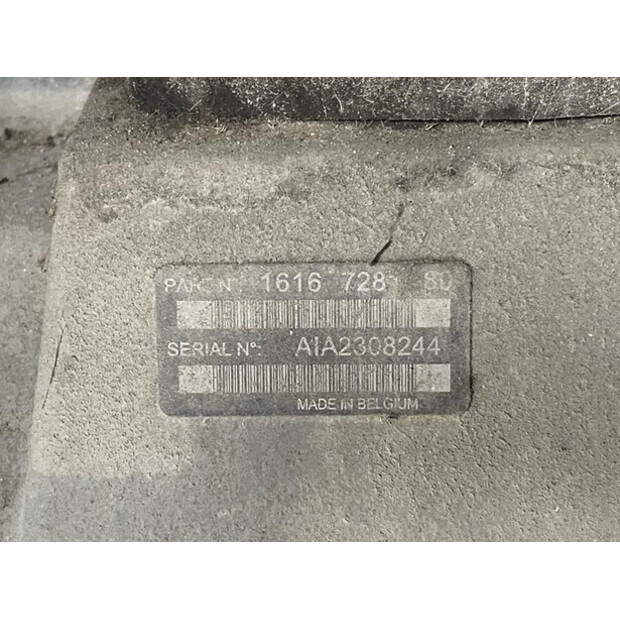 PART N°: 1616 728 80
SERIAL N°: AIA2308244
MADE IN BELGIUM